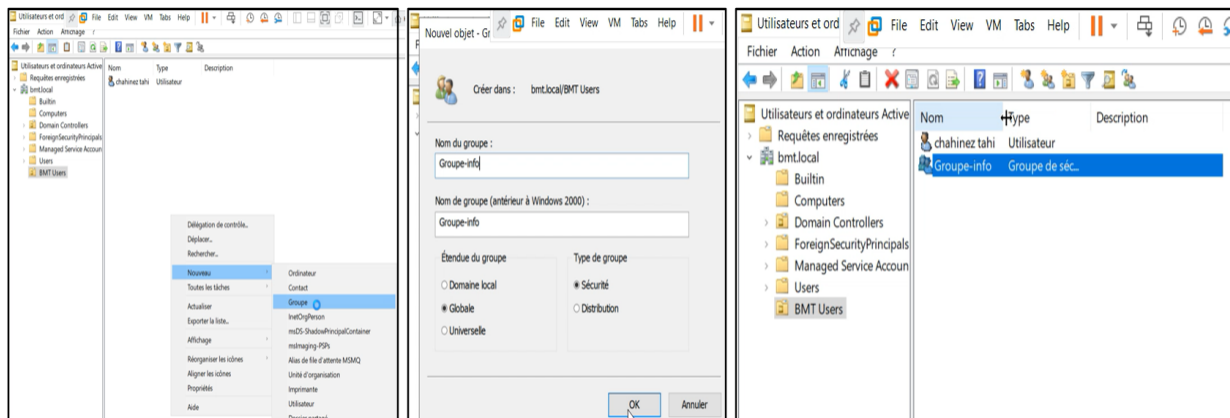 Utilisateurs et ord
File Edit View VM Tabs Help
Fichier Action Affichage ?
Utilisateurs et ordinateurs Active
Requêtes enregistrées
bmt.local
Builtin
Computers
Domain Controllers
ForeignSecurityPrincipals
Managed Service Accoun
Users
BMT Users
Nom Type Description
chahinez tahi Utilisateur
Délégation de contrôle...
Déplacer...
Rechercher...
Nouveau
Toutes les tâches
Actualiser
Exporter la liste...
Affichage
Réorganiser les icônes
Aligner les icônes
Propriétés
Aide
Ordinateur
Contact
Groupe
InetOrgPerson
msDS-ShadowPrincipalContainer
msImaging-PSPs
Alias de file d'attente MSMQ
Unité d'organisation
Imprimante
Utilisateur
Nouvel objet - Gr
File Edit View VM Tabs Help
Créer dans : bmt.local/BMT Users
Nom du groupe :
Groupe-info
Nom de groupe (antérieur à Windows 2000) :
Groupe-info
Étendue du groupe
Domaine local
Globale
Universelle
Type de groupe
Sécurité
Distribution
OK Annuler
Utilisateurs et ord
File Edit View VM Tabs Help
Fichier Action Affichage ?
Utilisateurs et ordinateurs Active
Requêtes enregistrées
bmt.local
Builtin
Computers
Domain Controllers
ForeignSecurityPrincipals
Managed Service Accoun
Users
BMT Users
Nom Type Description
chahinez tahi Utilisateur
Groupe-info Groupe de séc...